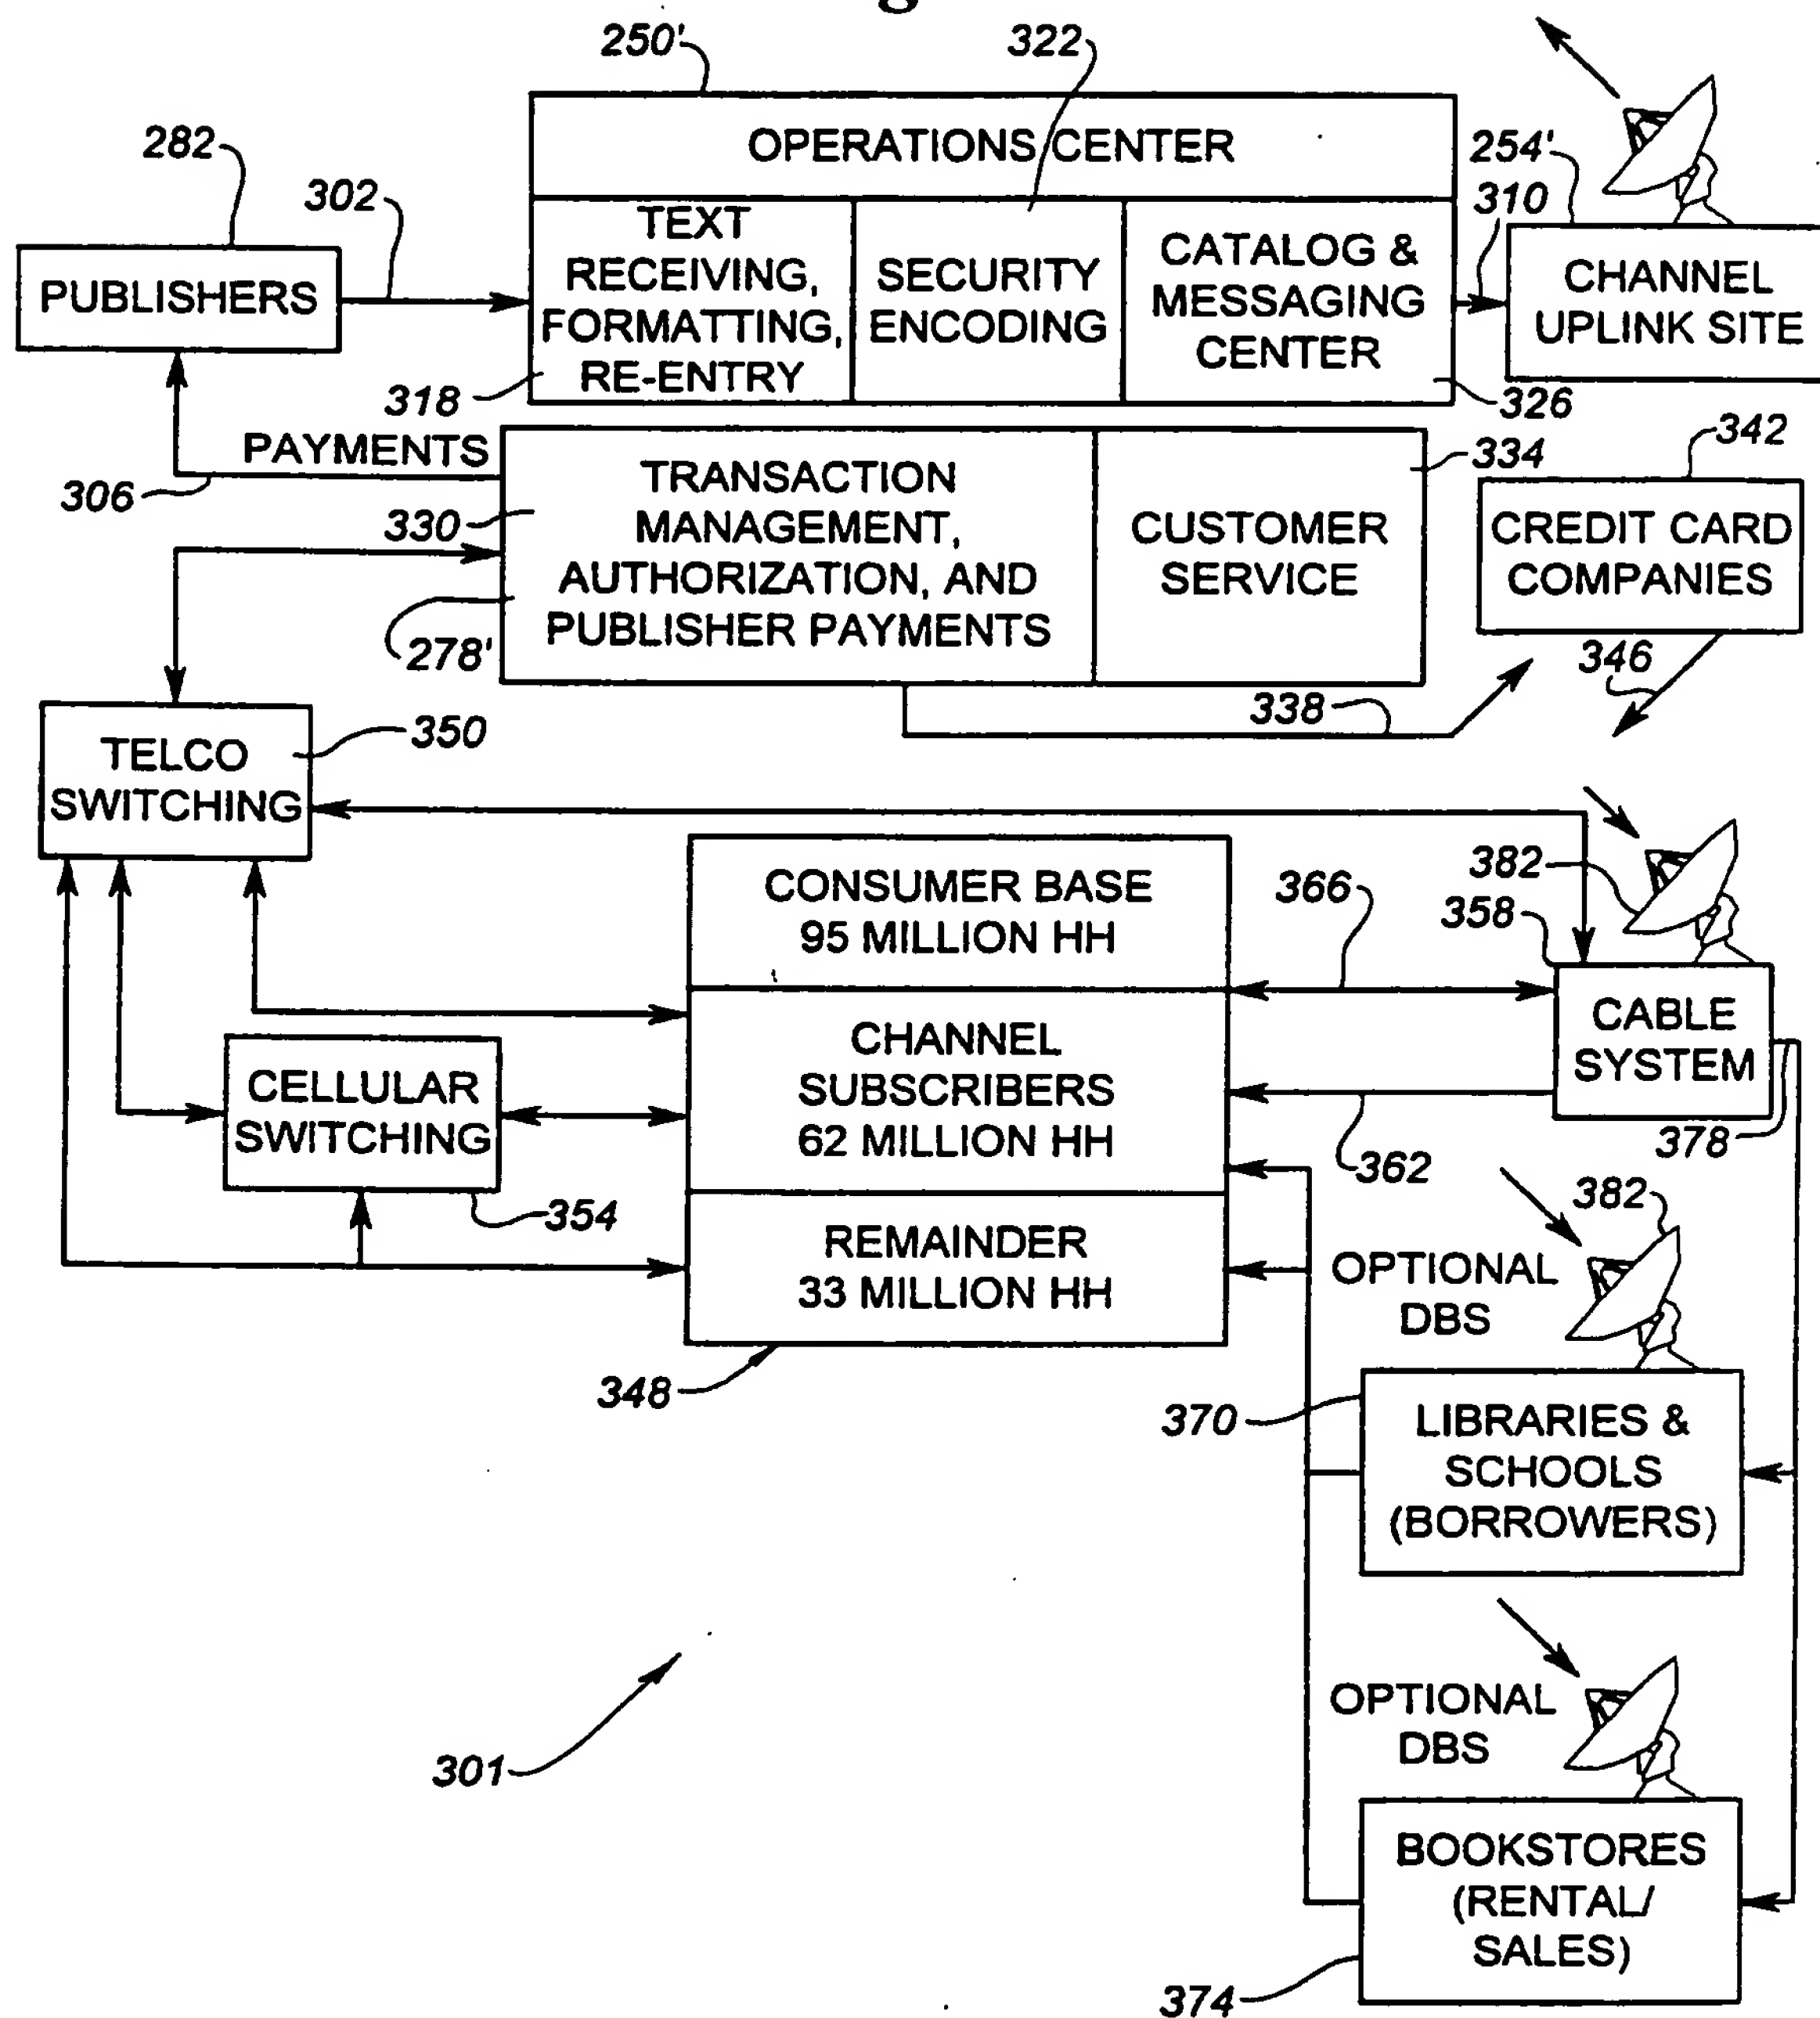 g
250'
322
OPERATIONS CENTER
282
302
254'
310
PUBLISHERS
TEXT
RECEIVING,
FORMATTING,
RE-ENTRY
SECURITY
ENCODING
CATALOG &
MESSAGING
CENTER
CHANNEL
UPLINK SITE
318
326
PAYMENTS
306
330
278'
TRANSACTION
MANAGEMENT,
AUTHORIZATION, AND
PUBLISHER PAYMENTS
CUSTOMER
SERVICE
334
342
CREDIT CARD
COMPANIES
346
338
TELCO
SWITCHING
350
CONSUMER BASE
95 MILLION HH
366
382
358
CABLE
SYSTEM
CHANNEL
SUBSCRIBERS
62 MILLION HH
CELLULAR
SWITCHING
354
362
378
382
REMAINDER
33 MILLION HH
OPTIONAL
DBS
348
370
LIBRARIES &
SCHOOLS
(BORROWERS)
OPTIONAL
DBS
301
BOOKSTORES
(RENTAL/
SALES)
374